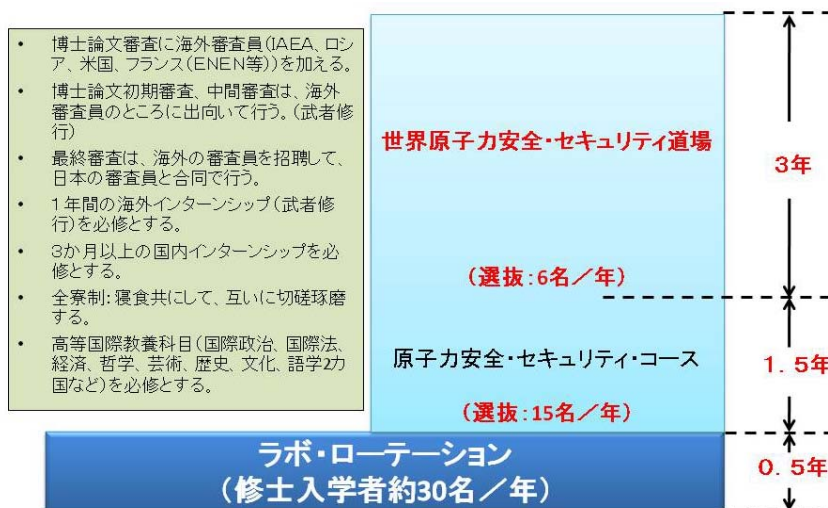 ・ 博士論文審査に海外審査員(IAEA、ロシ
ア、米国、フランス(ENEN等))を加える。
・ 博士論文初期審査、中間審査は、海外
審査員のところに出向いて行う。(武者修
行)
・ 最終審査は、海外の審査員を招聘して、
日本の審査員と合同で行う。
・ 1年間の海外インターンシップ(武者修
行)を必修とする。
・ 3か月以上の国内インターンシップを必
修とする。
・ 全寮制:寝食共にして、互いに切磋琢磨
する。
・ 高等国際教養科目(国際政治、国際法、
経済、哲学、芸術、歴史、文化、語学2カ
国など)を必修とする。
世界原子力安全・セキュリティ道場
(選抜:6名/年)
3年
原子力安全・セキュリティ・コース
(選抜:15名/年)
1.5年
ラボ・ローテーション
(修士入学者約30名/年)
0.5年